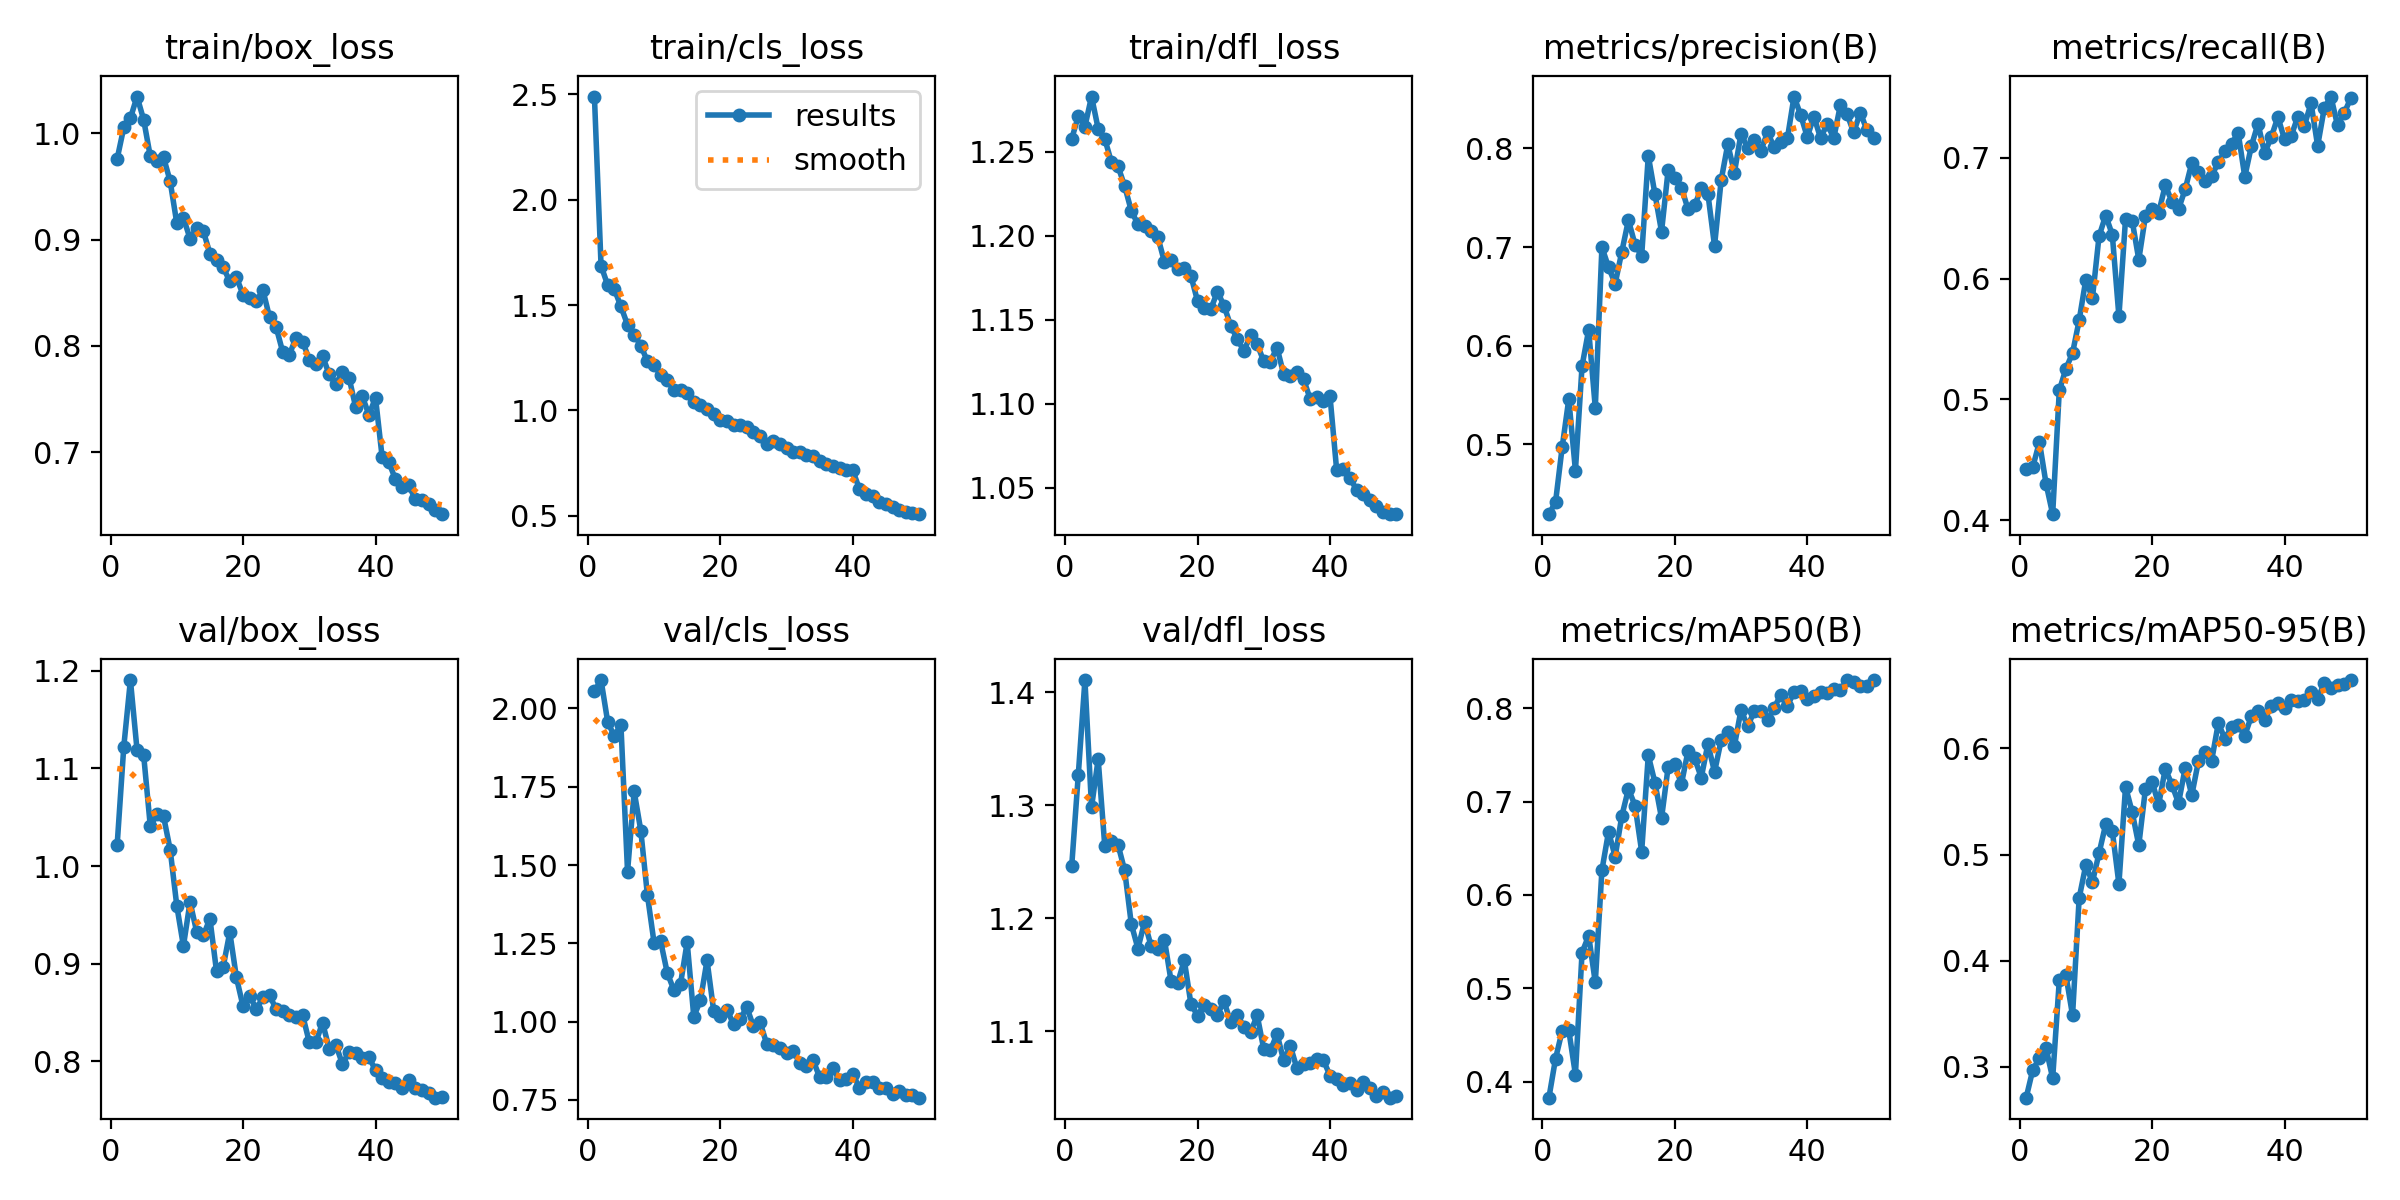 train/box_loss
1.0
0.9
0.8
0.7
0 20 40
train/cls_loss
results
smooth
2.5
2.0
1.5
1.0
0.5
0 20 40
train/dfl_loss
1.25
1.20
1.15
1.10
1.05
0 20 40
metrics/precision(B)
0.8
0.7
0.6
0.5
0 20 40
metrics/recall(B)
0.7
0.6
0.5
0.4
0 20 40
val/box_loss
1.2
1.1
1.0
0.9
0.8
0 20 40
val/cls_loss
2.00
1.75
1.50
1.25
1.00
0.75
0 20 40
val/dfl_loss
1.4
1.3
1.2
1.1
0 20 40
metrics/mAP50(B)
0.8
0.7
0.6
0.5
0.4
0 20 40
metrics/mAP50-95(B)
0.6
0.5
0.4
0.3
0 20 40